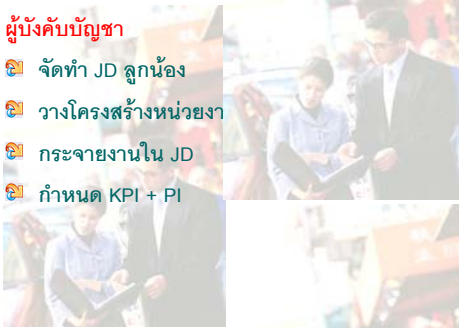 ผู้บังคับบัญชา
จัดทำ JD ลูกน้อง
วางโครงสร้างหน่วยงา
กระจายงานใน JD
กำหนด KPI + PI